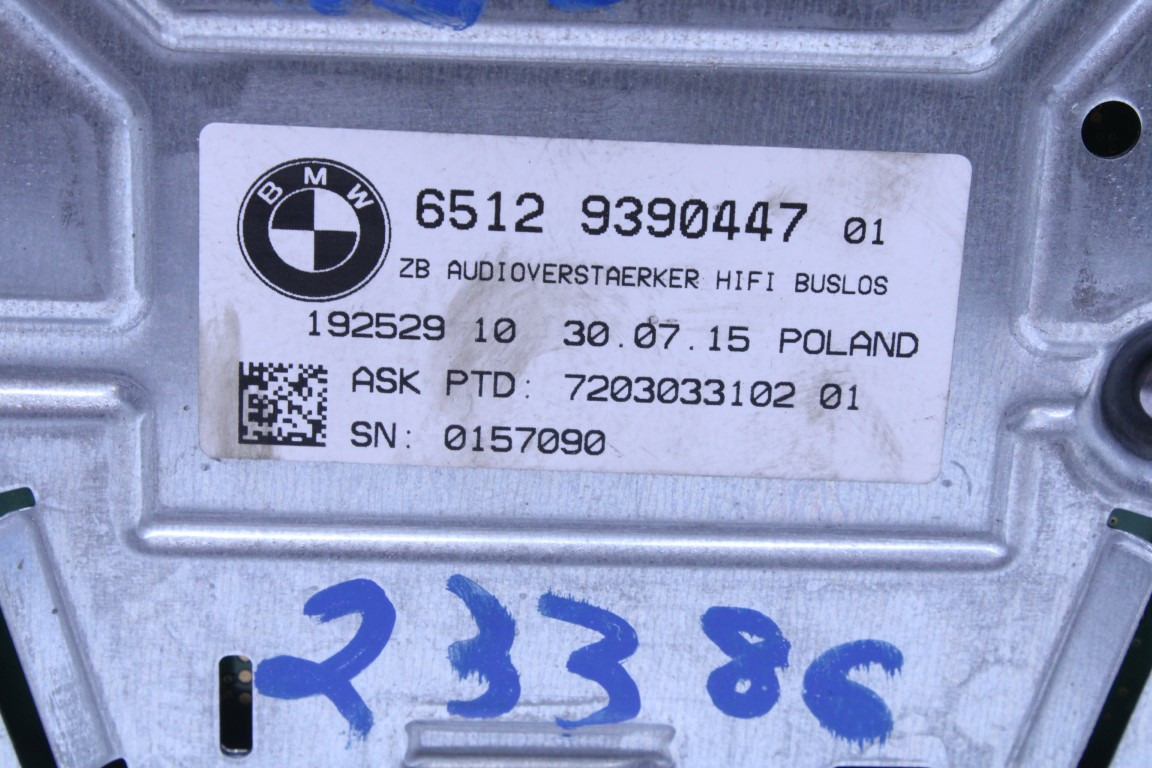 BMW
6512 9390447 01
ZB AUDIOVERSTAERKER HIFI BUSLOS
192529 10 30.07.15 POLAND
ASK PTD: 7203033102 01
SN: 0157090
23386